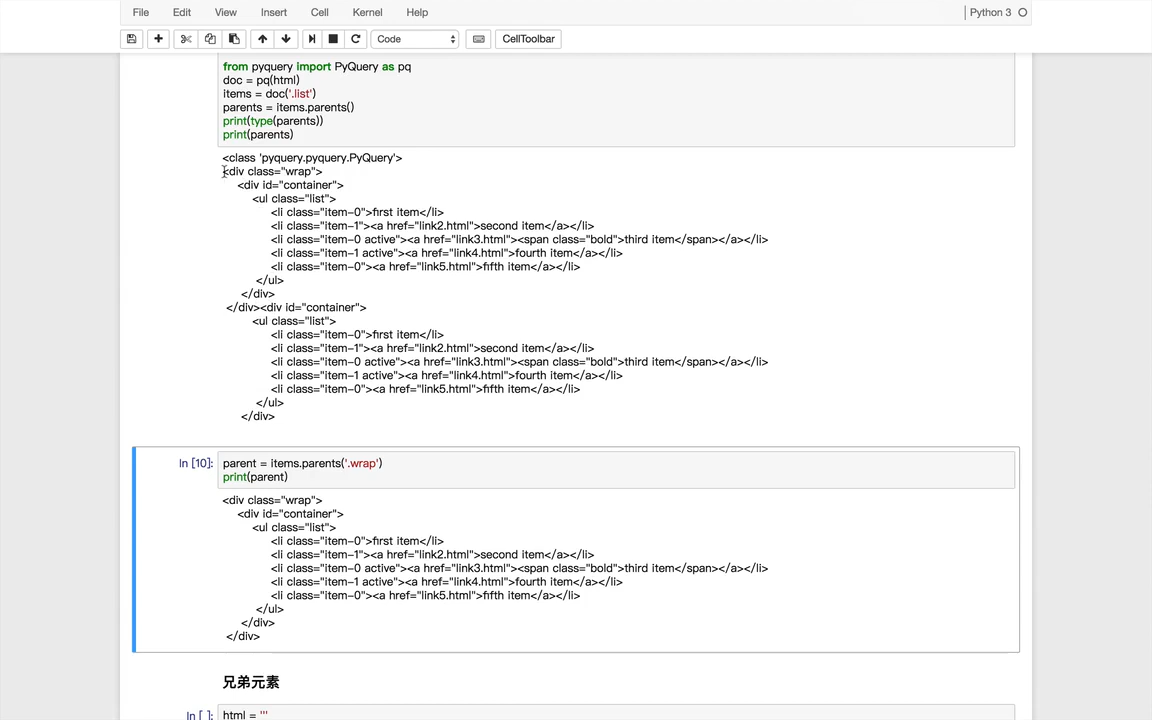 File Edit View Insert Cell Kernel Help Python 3
Code CellToolbar
from pyquery import PyQuery as pq
doc = pq(html)
items = doc('.list')
parents = items.parents()
print(type(parents))
print(parents)
<class 'pyquery.pyquery.PyQuery'>
<div class="wrap">
<div id="container">
<ul class="list">
<li class="item-0">first item</li>
<li class="item-1"><a href="link2.html">second item</a></li>
<li class="item-0 active"><a href="link3.html"><span class="bold">third item</span></a></li>
<li class="item-1 active"><a href="link4.html">fourth item</a></li>
<li class="item-0"><a href="link5.html">fifth item</a></li>
</ul>
</div>
</div><div id="container">
<ul class="list">
<li class="item-0">first item</li>
<li class="item-1"><a href="link2.html">second item</a></li>
<li class="item-0 active"><a href="link3.html"><span class="bold">third item</span></a></li>
<li class="item-1 active"><a href="link4.html">fourth item</a></li>
<li class="item-0"><a href="link5.html">fifth item</a></li>
</ul>
</div>
In [10]: parent = items.parents('.wrap')
print(parent)
<div class="wrap">
<div id="container">
<ul class="list">
<li class="item-0">first item</li>
<li class="item-1"><a href="link2.html">second item</a></li>
<li class="item-0 active"><a href="link3.html"><span class="bold">third item</span></a></li>
<li class="item-1 active"><a href="link4.html">fourth item</a></li>
<li class="item-0"><a href="link5.html">fifth item</a></li>
</ul>
</div>
</div>
兄弟元素
In [ ]: html = '''